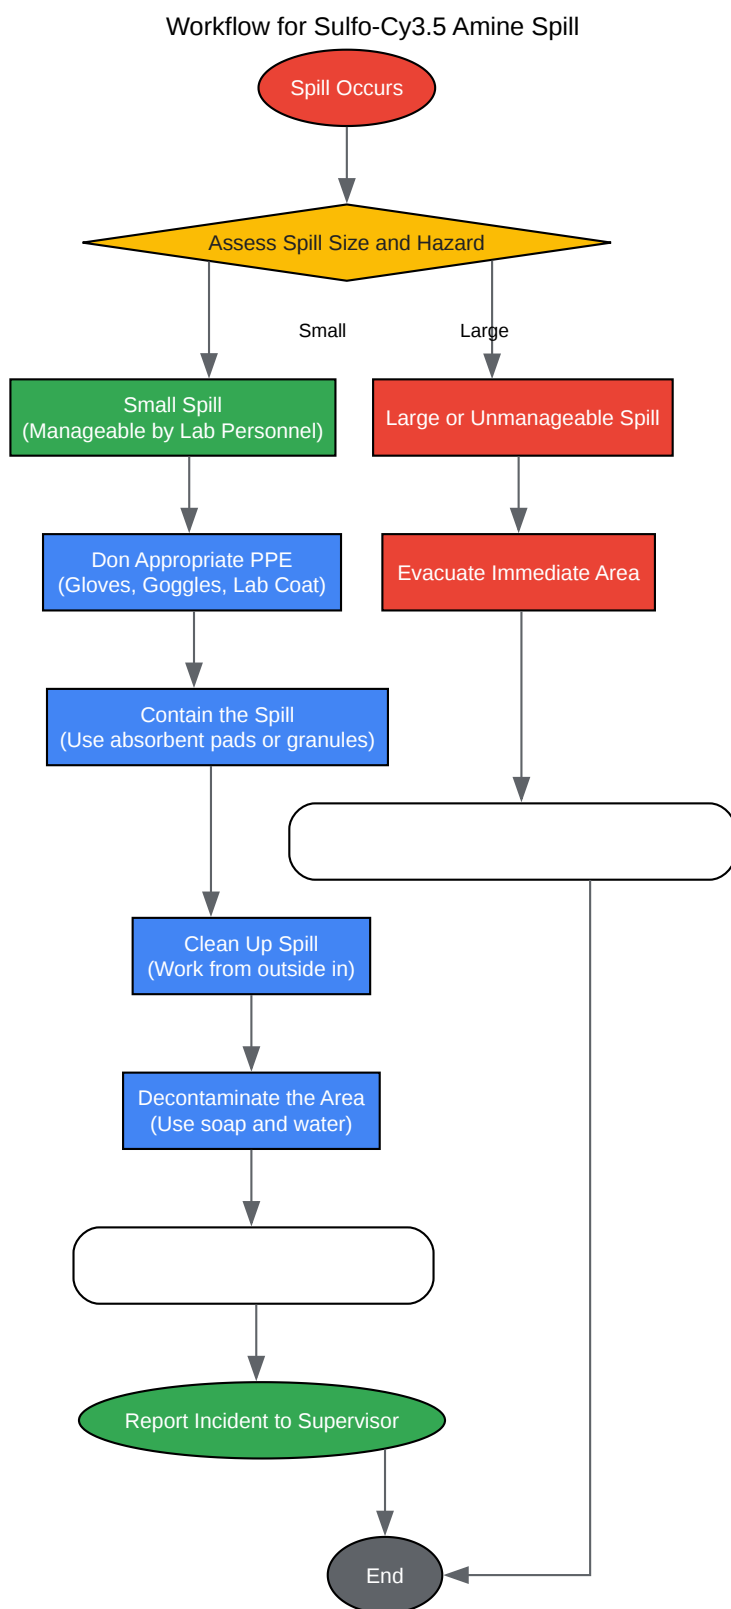 Workflow for Sulfo-Cy3.5 Amine Spill
Spill Occurs
Assess Spill Size and Hazard
Small
Large
Small Spill
(Manageable by Lab Personnel)
Large or Unmanageable Spill
Don Appropriate PPE
(Gloves, Goggles, Lab Coat)
Evacuate Immediate Area
Contain the Spill
(Use absorbent pads or granules)
Clean Up Spill
(Work from outside in)
Decontaminate the Area
(Use soap and water)
Report Incident to Supervisor
End